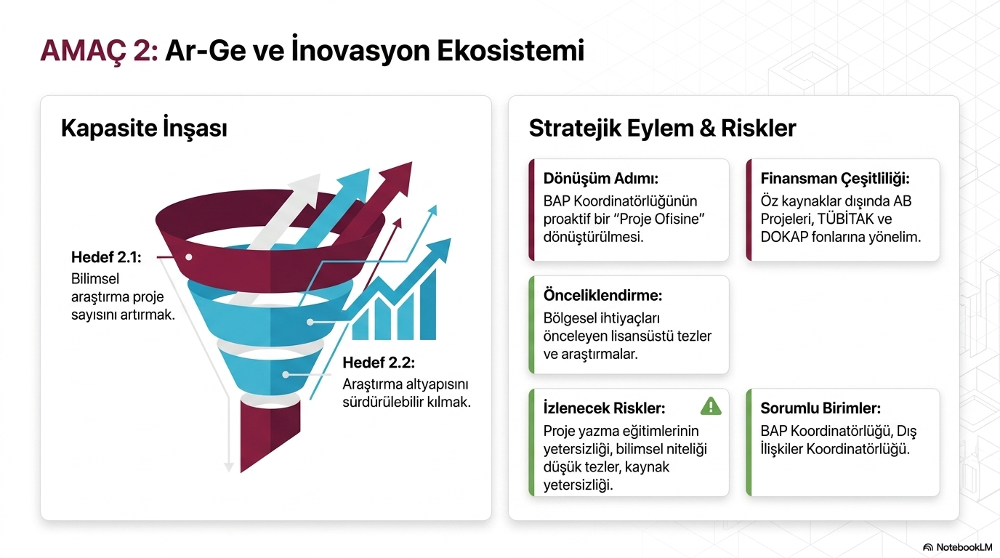 AMAÇ 2: Ar-Ge ve İnovasyon Ekosistemi
Kapasite İnşası
Hedef 2.1:
Bilimsel
araştırma proje
sayısını artırmak.
Hedef 2.2:
Araştırma altyapısını
sürdürülebilir kılmak.
Stratejik Eylem & Riskler
Dönüşüm Adımı:
BAP Koordinatörlüğünün
proaktif bir “Proje Ofisine”
dönüştürülmesi.
Finansman Çeşitliliği:
Öz kaynaklar dışında AB
Projeleri, TÜBİTAK ve
DOKAP fonlarına yönelim.
Önceliklendirme:
Bölgesel ihtiyaçları
önceleyen lisansüstü tezler
ve araştırmalar.
İzlenecek Riskler:
Proje yazma eğitimlerinin
yetersizliği, bilimsel niteliği
düşük tezler, kaynak
yetersizliği.
Sorumlu Birimler:
BAP Koordinatörlüğü, Dış
İlişkiler Koordinatörlüğü.
NotebookLM